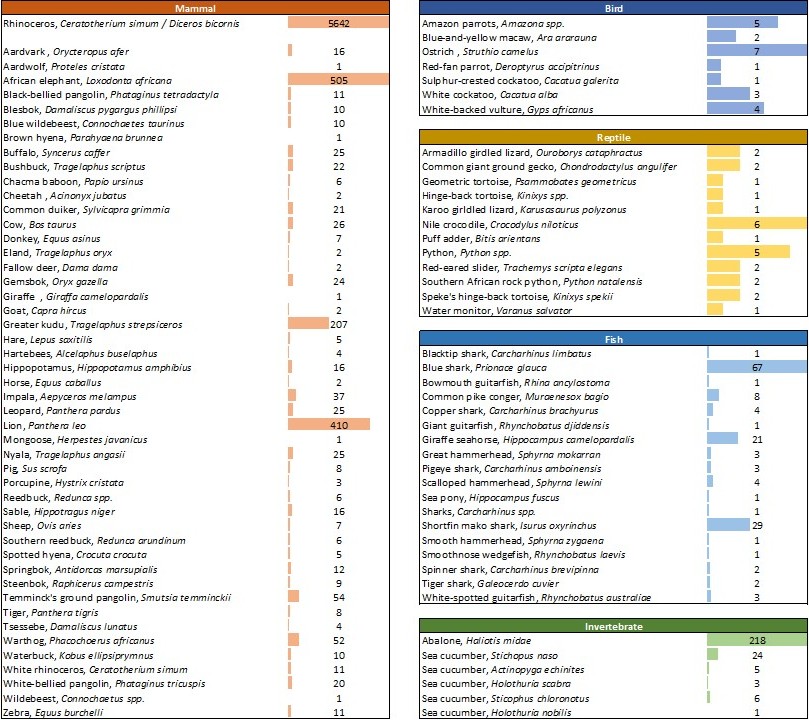 Mammal
Rhinoceros, Ceratotherium simum / Diceros bicornis 5642
Aardvark , Orycteropus afer 16
Aardwolf, Proteles cristata 1
African elephant, Loxodonta africana 505
Black-bellied pangolin, Phataginus tetradactyla 11
Blesbok, Damaliscus pygargus phillipsi 10
Blue wildebeest, Connochaetes taurinus 10
Brown hyena, Parahyaena brunnea 1
Buffalo, Syncerus caffer 25
Bushbuck, Tragelaphus scriptus 22
Chacma baboon, Papio ursinus 6
Cheetah , Acinonyx jubatus 2
Common duiker, Sylvicapra grimmia 21
Cow, Bos taurus 26
Donkey, Equus asinus 7
Eland, Tragelaphus oryx 2
Fallow deer, Dama dama 2
Gemsbok, Oryx gazella 24
Giraffe , Giraffa camelopardalis 1
Goat, Capra hircus 2
Greater kudu, Tragelaphus strepsiceros 207
Hare, Lepus saxitilis 5
Hartebees, Alcelaphus buselaphus 4
Hippopotamus, Hippopotamus amphibius 16
Horse, Equus caballus 2
Impala, Aepyceros melampus 37
Leopard, Panthera pardus 25
Lion, Panthera leo 410
Mongoose, Herpestes javanicus 1
Nyala, Tragelaphus angasii 25
Pig, Sus scrofa 8
Porcupine, Hystrix cristata 3
Reedbuck, Redunca spp. 6
Sable, Hippotragus niger 16
Sheep, Ovis aries 7
Southern reedbuck, Redunca arundinum 6
Spotted hyena, Crocuta crocuta 5
Springbok, Antidorcas marsupialis 12
Steenbok, Raphicerus campestris 9
Temminck's ground pangolin, Smutsia temminckii 54
Tiger, Panthera tigris 8
Tsessebe, Damaliscus lunatus 4
Warthog, Phacochoerus africanus 52
Waterbuck, Kobus ellipsiprymnus 10
White rhinoceros, Ceratotherium simum 11
White-bellied pangolin, Phataginus tricuspis 20
Wildebeest, Connochaetus spp. 1
Zebra, Equus burchelli 11
Bird
Amazon parrots, Amazona spp. 5
Blue-and-yellow macaw, Ara ararauna 2
Ostrich , Struthio camelus 7
Red-fan parrot, Deroptyus accipitrinus 1
Sulphur-crested cockatoo, Cacatua galerita 1
White cockatoo, Cacatua alba 3
White-backed vulture, Gyps africanus 4
Reptile
Armadillo girdled lizard, Ouroborys cataphractus 2
Common giant ground gecko, Chondrodactylus angulifer 2
Geometric tortoise, Psammobates geometricus 1
Hinge-back tortoise, Kinixys spp. 1
Karoo girldled lizard, Karusasaurus polyzonus 1
Nile crocodile, Crocodylus niloticus 6
Puff adder, Bitis arientans 1
Python, Python spp. 5
Red-eared slider, Trachemys scripta elegans 2
Southern African rock python, Python natalensis 2
Speke's hinge-back tortoise, Kinixys spekii 2
Water monitor, Varanus salvator 1
Fish
Blacktip shark, Carcharhinus limbatus 1
Blue shark, Prionace glauca 67
Bowmouth guitarfish, Rhina ancylostoma 1
Common pike conger, Muraenesox bagio 8
Copper shark, Carcharhinus brachyurus 4
Giant guitarfish, Rhynchobatus djiddensis 1
Giraffe seahorse, Hippocampus camelopardalis 21
Great hammerhead, Sphyrna mokarran 3
Pigeye shark, Carcharhinus amboinensis 3
Scalloped hammerhead, Sphyrna lewini 4
Sea pony, Hippocampus fuscus 1
Sharks, Carcharhinus spp. 1
Shortfin mako shark, Isurus oxyrinchus 29
Smooth hammerhead, Sphyrna zygaena 1
Smoothnose wedgefish, Rhynchobatus laevis 1
Spinner shark, Carcharhinus brevipinna 2
Tiger shark, Galeocerdo cuvier 2
White-spotted guitarfish, Rhynchobatus australiae 3
Invertebrate
Abalone, Haliotis midae 218
Sea cucumber, Stichopus naso 24
Sea cucumber, Actinopyga echinites 5
Sea cucumber, Holothuria scabra 3
Sea cucumber, Sticophus chloronotus 6
Sea cucumber, Holothuria nobilis 1